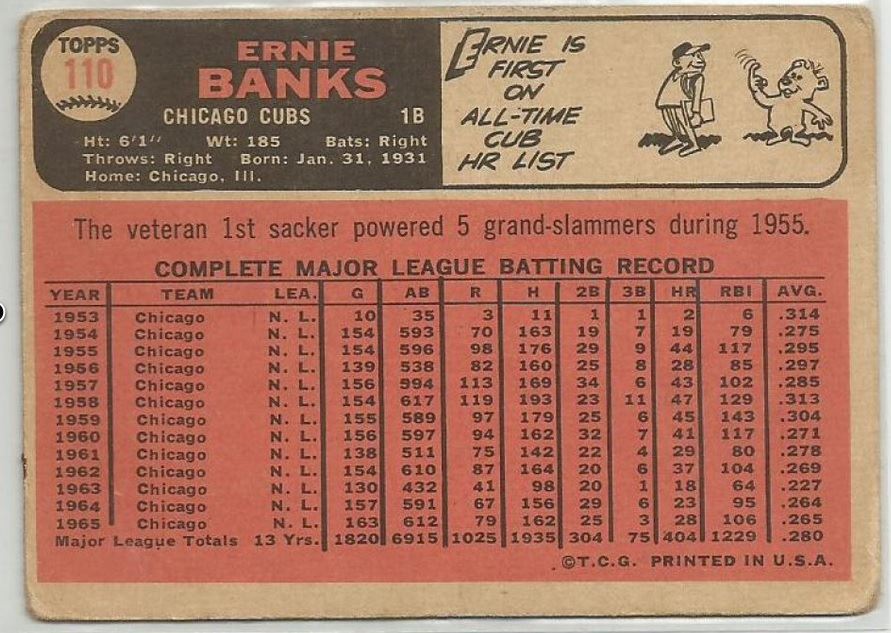 TOPPS
110
ERNIE
BANKS
CHICAGO CUBS 1B
Ht: 6'1" Wt: 185 Bats: Right
Throws: Right Born: Jan. 31, 1931
Home: Chicago, Ill.
ERNIE IS
FIRST
ON
ALL-TIME
CUB
HR LIST
The veteran 1st sacker powered 5 grand-slammers during 1955.
COMPLETE MAJOR LEAGUE BATTING RECORD
YEAR TEAM LEA. G AB R H 2B 3B HR RBI AVG.
1953 Chicago N. L. 10 35 3 11 1 1 2 6 .314
1954 Chicago N. L. 154 593 70 163 19 7 19 79 .275
1955 Chicago N. L. 154 596 98 176 29 9 44 117 .295
1956 Chicago N. L. 139 538 82 160 25 8 28 85 .297
1957 Chicago N. L. 156 594 113 169 34 6 43 102 .285
1958 Chicago N. L. 154 617 119 193 23 11 47 129 .313
1959 Chicago N. L. 155 589 97 179 25 6 45 143 .304
1960 Chicago N. L. 156 597 94 162 32 7 41 117 .271
1961 Chicago N. L. 138 511 75 142 22 4 29 80 .278
1962 Chicago N. L. 154 610 87 164 20 6 37 104 .269
1963 Chicago N. L. 130 432 41 98 20 1 18 64 .227
1964 Chicago N. L. 157 591 67 156 29 6 23 95 .264
1965 Chicago N. L. 163 612 79 162 25 3 28 106 .265
Major League Totals 13 Yrs. 1820 6915 1025 1935 304 75 404 1229 .280
©T.C.G. PRINTED IN U.S.A.